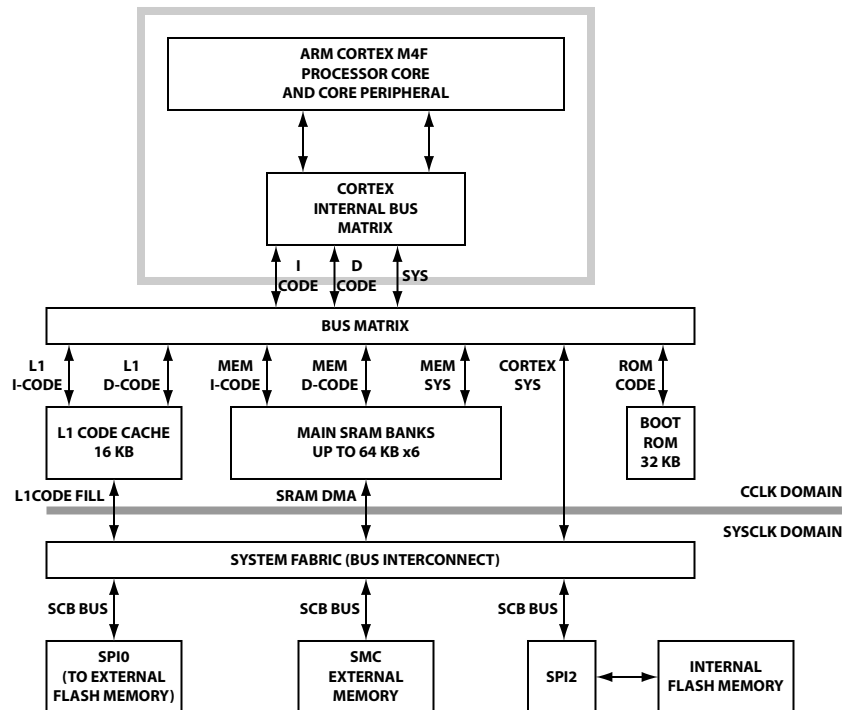 ARM CORTEX M4F
PROCESSOR CORE
AND CORE PERIPHERAL
CORTEX
INTERNAL BUS
MATRIX
I
CODE
D
CODE
SYS
BUS MATRIX
L1
I-CODE
L1
D-CODE
MEM
I-CODE
MEM
D-CODE
MEM
SYS
CORTEX
SYS
ROM
CODE
L1 CODE CACHE
16 KB
MAIN SRAM BANKS
UP TO 64 KB x6
BOOT
ROM
32 KB
L1CODE FILL
SRAM DMA
CCLK DOMAIN
SYSCLK DOMAIN
SYSTEM FABRIC (BUS INTERCONNECT)
SCB BUS
SCB BUS
SCB BUS
SPI0
(TO EXTERNAL
FLASH MEMORY)
SMC
EXTERNAL
MEMORY
SPI2
INTERNAL
FLASH MEMORY